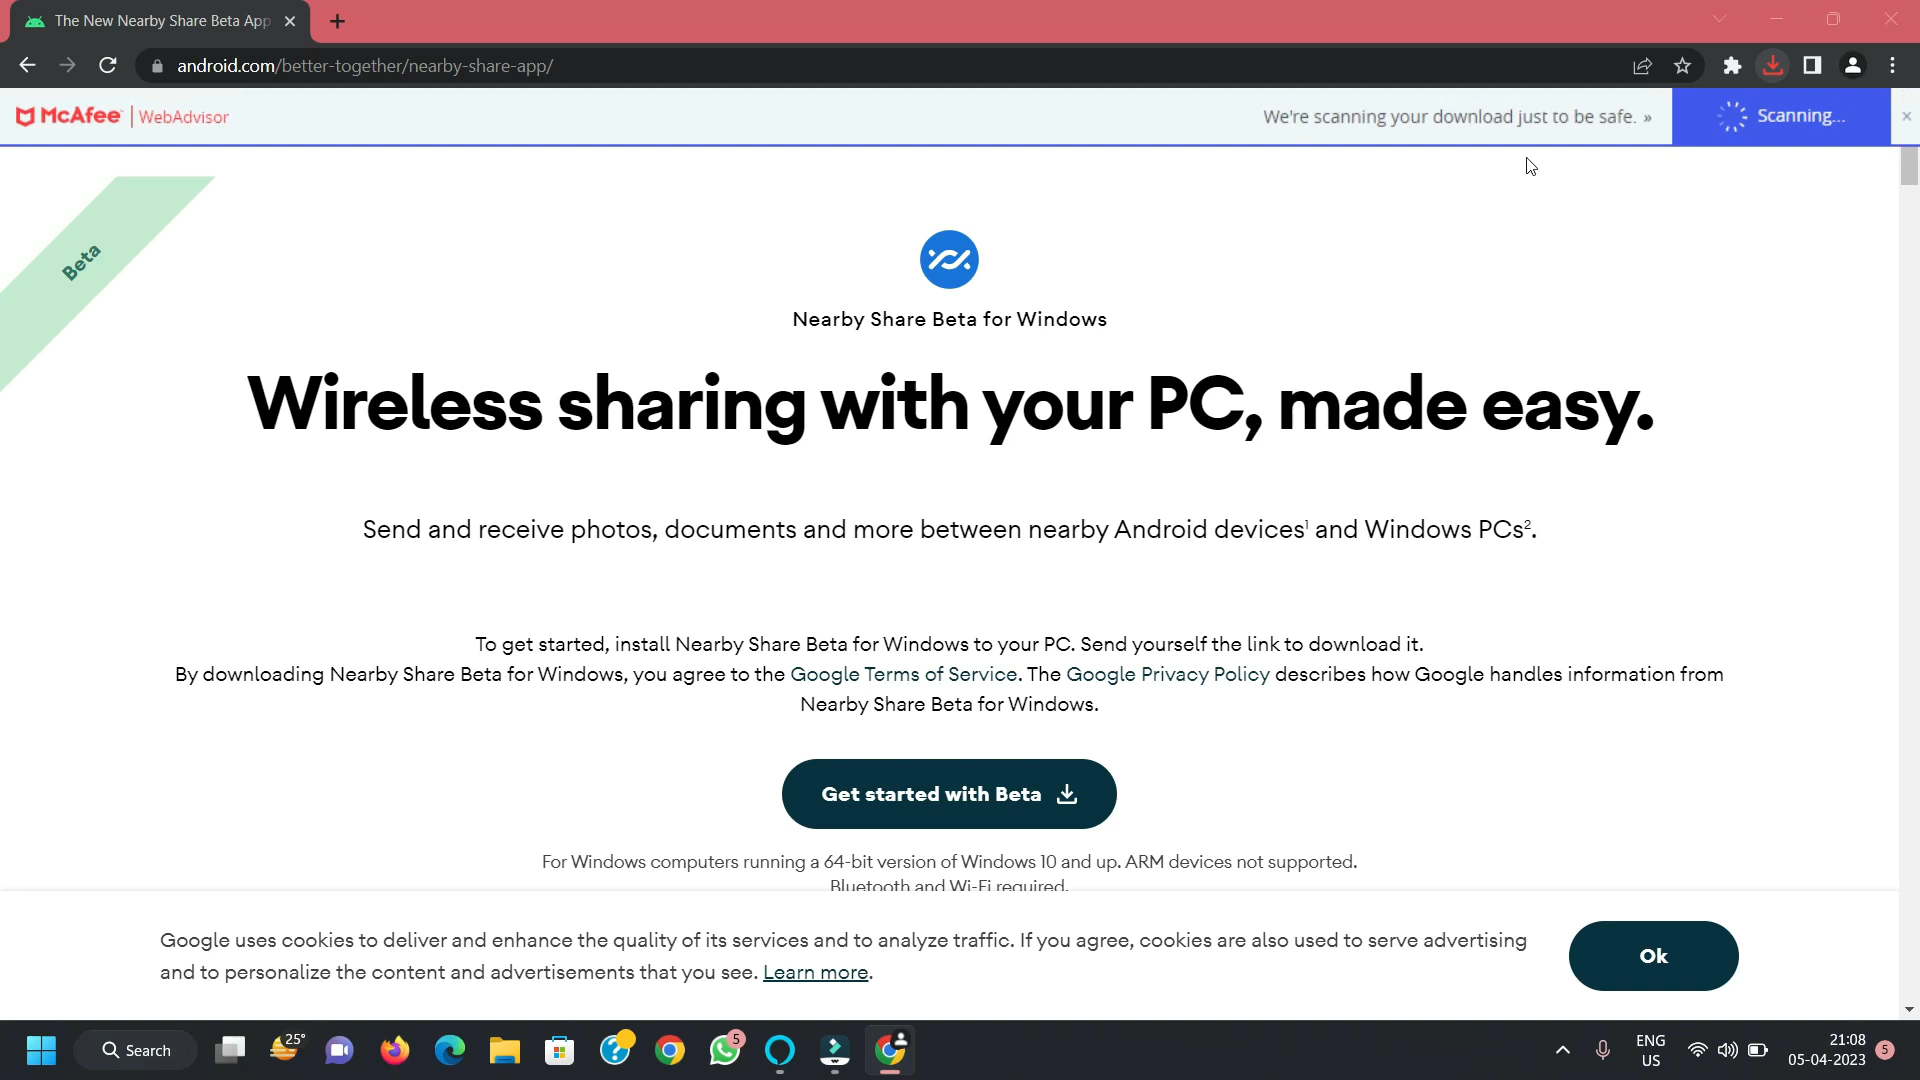 The New Nearby Share Beta App
android.com/better-together/nearby-share-app/
McAfee | WebAdvisor
We're scanning your download just to be safe. »
Scanning...
Beta
Nearby Share Beta for Windows
Wireless sharing with your PC, made easy.
Send and receive photos, documents and more between nearby Android devices¹ and Windows PCs².
To get started, install Nearby Share Beta for Windows to your PC. Send yourself the link to download it.
By downloading Nearby Share Beta for Windows, you agree to the Google Terms of Service. The Google Privacy Policy describes how Google handles information from
Nearby Share Beta for Windows.
Get started with Beta
For Windows computers running a 64-bit version of Windows 10 and up. ARM devices not supported.
Bluetooth and Wi-Fi required.
Google uses cookies to deliver and enhance the quality of its services and to analyze traffic. If you agree, cookies are also used to serve advertising
and to personalize the content and advertisements that you see. Learn more.
Ok
Search
25°
5
ENG
US
21:08
05-04-2023
5